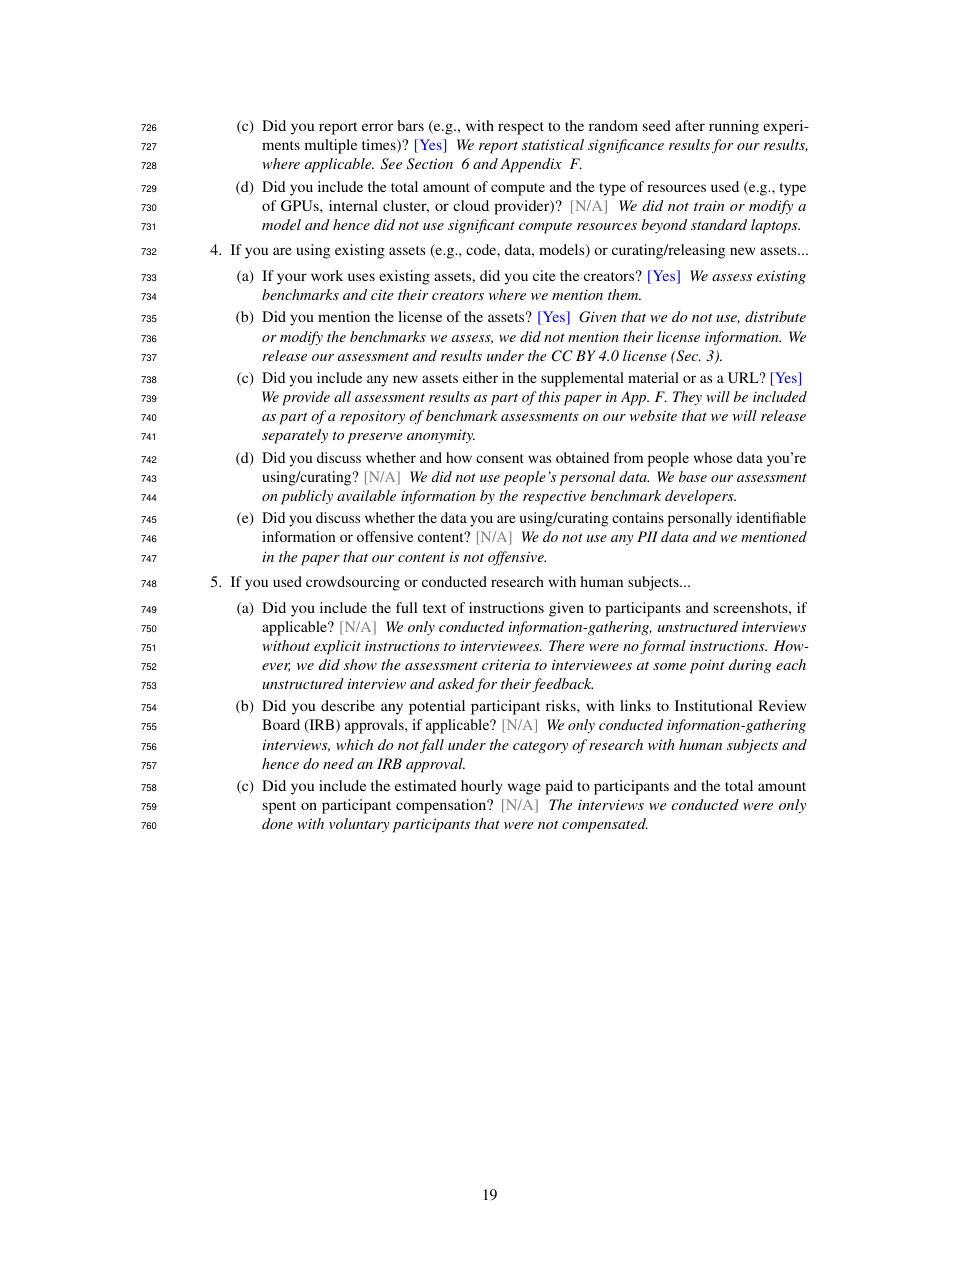 726 (c) Did you report error bars (e.g., with respect to the random seed after running experi-
727 ments multiple times)? [Yes] We report statistical significance results for our results,
728 where applicable. See Section 6 and Appendix F.
729 (d) Did you include the total amount of compute and the type of resources used (e.g., type
730 of GPUs, internal cluster, or cloud provider)? [N/A] We did not train or modify a
731 model and hence did not use significant compute resources beyond standard laptops.
732 4. If you are using existing assets (e.g., code, data, models) or curating/releasing new assets...
733 (a) If your work uses existing assets, did you cite the creators? [Yes] We assess existing
734 benchmarks and cite their creators where we mention them.
735 (b) Did you mention the license of the assets? [Yes] Given that we do not use, distribute
736 or modify the benchmarks we assess, we did not mention their license information. We
737 release our assessment and results under the CC BY 4.0 license (Sec. 3).
738 (c) Did you include any new assets either in the supplemental material or as a URL? [Yes]
739 We provide all assessment results as part of this paper in App. F. They will be included
740 as part of a repository of benchmark assessments on our website that we will release
741 separately to preserve anonymity.
742 (d) Did you discuss whether and how consent was obtained from people whose data you're
743 using/curating? [N/A] We did not use people's personal data. We base our assessment
744 on publicly available information by the respective benchmark developers.
745 (e) Did you discuss whether the data you are using/curating contains personally identifiable
746 information or offensive content? [N/A] We do not use any PII data and we mentioned
747 in the paper that our content is not offensive.
748 5. If you used crowdsourcing or conducted research with human subjects...
749 (a) Did you include the full text of instructions given to participants and screenshots, if
750 applicable? [N/A] We only conducted information-gathering, unstructured interviews
751 without explicit instructions to interviewees. There were no formal instructions. How-
752 ever, we did show the assessment criteria to interviewees at some point during each
753 unstructured interview and asked for their feedback.
754 (b) Did you describe any potential participant risks, with links to Institutional Review
755 Board (IRB) approvals, if applicable? [N/A] We only conducted information-gathering
756 interviews, which do not fall under the category of research with human subjects and
757 hence do need an IRB approval.
758 (c) Did you include the estimated hourly wage paid to participants and the total amount
759 spent on participant compensation? [N/A] The interviews we conducted were only
760 done with voluntary participants that were not compensated.
19